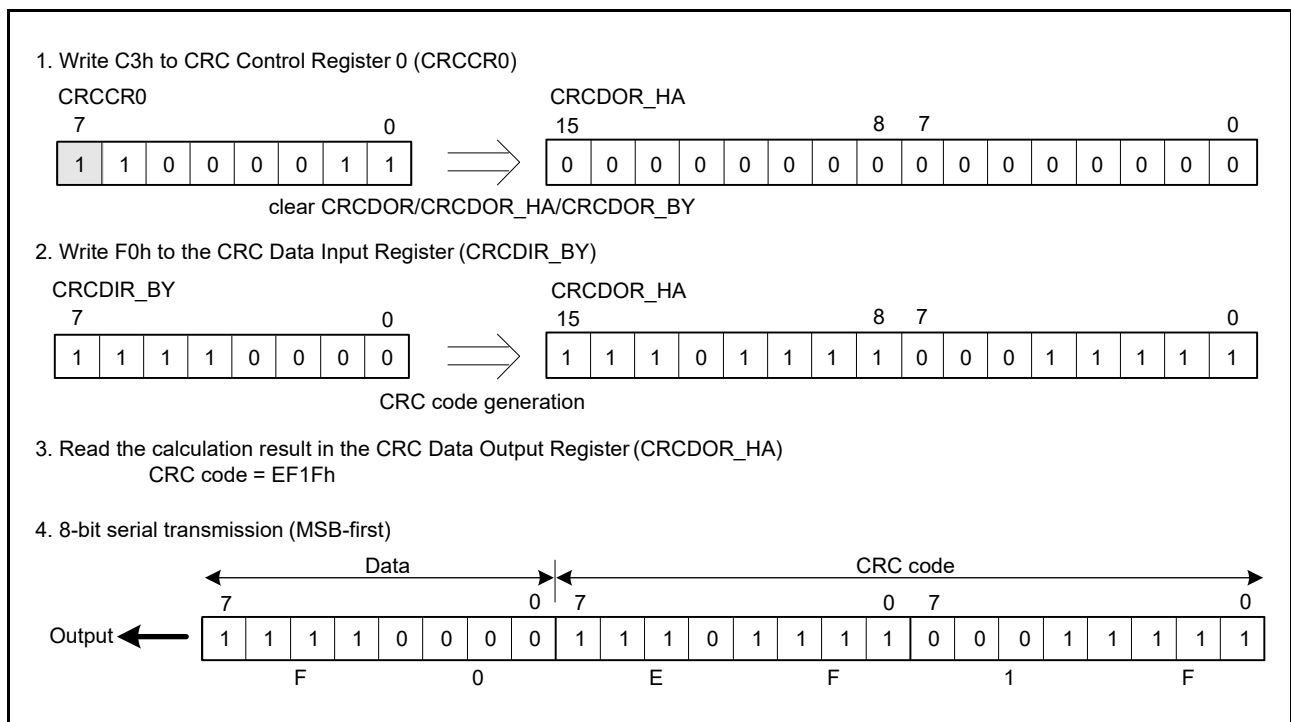 1. Write C3h to CRC Control Register 0 (CRCCR0)
CRCCR0 CRCDOR_HA
7 0 15 8 7 0
1 1 0 0 0 0 1 1 0 0 0 0 0 0 0 0 0 0 0 0 0 0 0 0
clear CRCDOR/CRCDOR_HA/CRCDOR_BY
2. Write F0h to the CRC Data Input Register (CRCDIR_BY)
CRCDIR_BY CRCDOR_HA
7 0 15 8 7 0
1 1 1 1 0 0 0 0 1 1 1 0 1 1 1 1 0 0 0 1 1 1 1 1
CRC code generation
3. Read the calculation result in the CRC Data Output Register (CRCDOR_HA)
CRC code = EF1Fh
4. 8-bit serial transmission (MSB-first)
Data CRC code
7 0 7 0 7 0
Output 1 1 1 1 0 0 0 0 1 1 1 0 1 1 1 1 0 0 0 1 1 1 1 1
F 0 E F 1 F